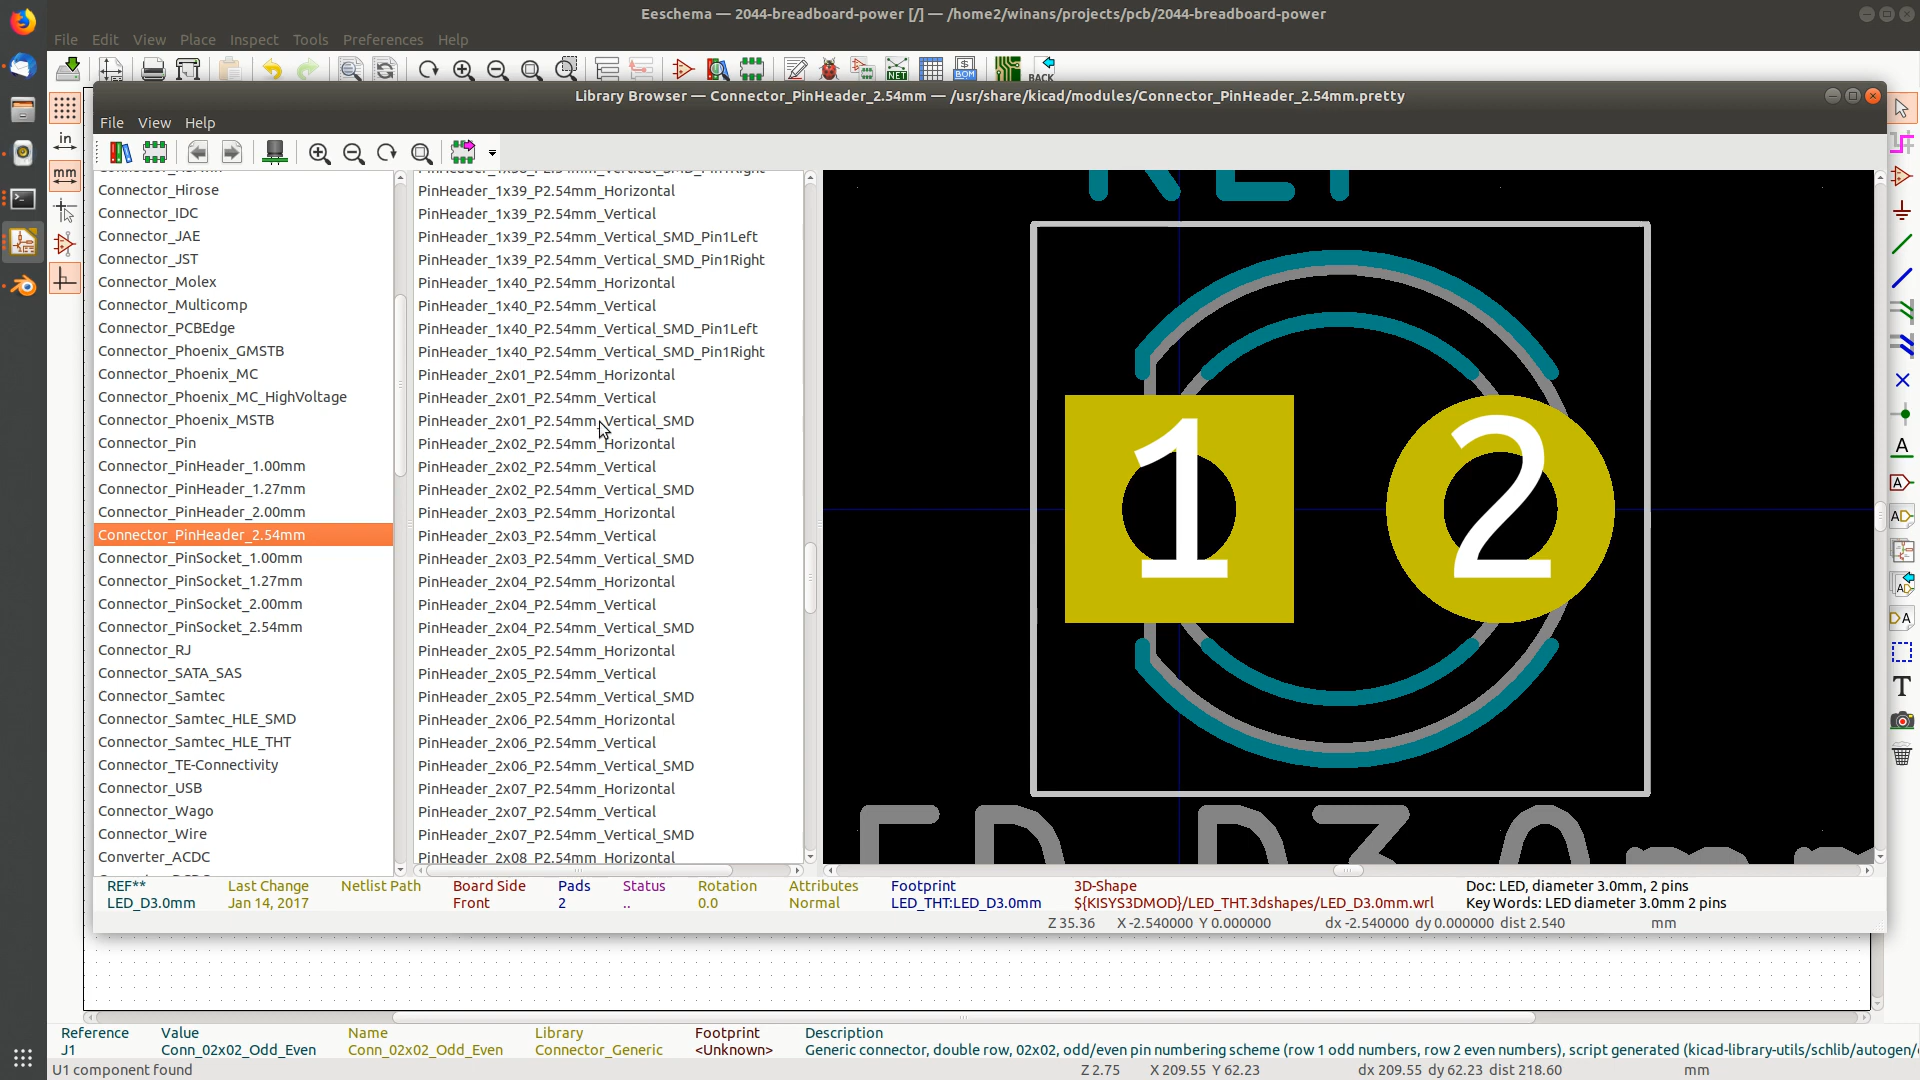 Eeschema — 2044-breadboard-power [/] — /home2/winans/projects/pcb/2044-breadboard-power
File Edit View Place Inspect Tools Preferences Help
BACK
Library Browser — Connector_PinHeader_2.54mm — /usr/share/kicad/modules/Connector_PinHeader_2.54mm.pretty
File View Help
in
mm
NET
BOM
Connector_Hirose
Connector_IDC
Connector_JAE
Connector_JST
Connector_Molex
Connector_Multicomp
Connector_PCBEdge
Connector_Phoenix_GMSTB
Connector_Phoenix_MC
Connector_Phoenix_MC_HighVoltage
Connector_Phoenix_MSTB
Connector_Pin
Connector_PinHeader_1.00mm
Connector_PinHeader_1.27mm
Connector_PinHeader_2.00mm
Connector_PinHeader_2.54mm
Connector_PinSocket_1.00mm
Connector_PinSocket_1.27mm
Connector_PinSocket_2.00mm
Connector_PinSocket_2.54mm
Connector_RJ
Connector_SATA_SAS
Connector_Samtec
Connector_Samtec_HLE_SMD
Connector_Samtec_HLE_THT
Connector_TE-Connectivity
Connector_USB
Connector_Wago
Connector_Wire
Converter_ACDC
PinHeader_1x39_P2.54mm_Horizontal
PinHeader_1x39_P2.54mm_Vertical
PinHeader_1x39_P2.54mm_Vertical_SMD_Pin1Left
PinHeader_1x39_P2.54mm_Vertical_SMD_Pin1Right
PinHeader_1x40_P2.54mm_Horizontal
PinHeader_1x40_P2.54mm_Vertical
PinHeader_1x40_P2.54mm_Vertical_SMD_Pin1Left
PinHeader_1x40_P2.54mm_Vertical_SMD_Pin1Right
PinHeader_2x01_P2.54mm_Horizontal
PinHeader_2x01_P2.54mm_Vertical
PinHeader_2x01_P2.54mm_Vertical_SMD
PinHeader_2x02_P2.54mm_Horizontal
PinHeader_2x02_P2.54mm_Vertical
PinHeader_2x02_P2.54mm_Vertical_SMD
PinHeader_2x03_P2.54mm_Horizontal
PinHeader_2x03_P2.54mm_Vertical
PinHeader_2x03_P2.54mm_Vertical_SMD
PinHeader_2x04_P2.54mm_Horizontal
PinHeader_2x04_P2.54mm_Vertical
PinHeader_2x04_P2.54mm_Vertical_SMD
PinHeader_2x05_P2.54mm_Horizontal
PinHeader_2x05_P2.54mm_Vertical
PinHeader_2x05_P2.54mm_Vertical_SMD
PinHeader_2x06_P2.54mm_Horizontal
PinHeader_2x06_P2.54mm_Vertical
PinHeader_2x06_P2.54mm_Vertical_SMD
PinHeader_2x07_P2.54mm_Horizontal
PinHeader_2x07_P2.54mm_Vertical
PinHeader_2x07_P2.54mm_Vertical_SMD
PinHeader_2x08_P2.54mm_Horizontal
1 2
REF** Last Change Netlist Path Board Side Pads Status Rotation Attributes Footprint 3D-Shape Doc: LED, diameter 3.0mm, 2 pins
LED_D3.0mm Jan 14, 2017 Front 2 .. 0.0 Normal LED_THT:LED_D3.0mm ${KISYS3DMOD}/LED_THT.3dshapes/LED_D3.0mm.wrl Key Words: LED diameter 3.0mm 2 pins
Z 35.36 X -2.540000 Y 0.000000 dx -2.540000 dy 0.000000 dist 2.540 mm
Reference Value Name Library Footprint Description
J1 Conn_02x02_Odd_Even Conn_02x02_Odd_Even Connector_Generic <Unknown> Generic connector, double row, 02x02, odd/even pin numbering scheme (row 1 odd numbers, row 2 even numbers), script generated (kicad-library-utils/schlib/autogen/
U1 component found Z 2.75 X 209.55 Y 62.23 dx 209.55 dy 62.23 dist 218.60 mm